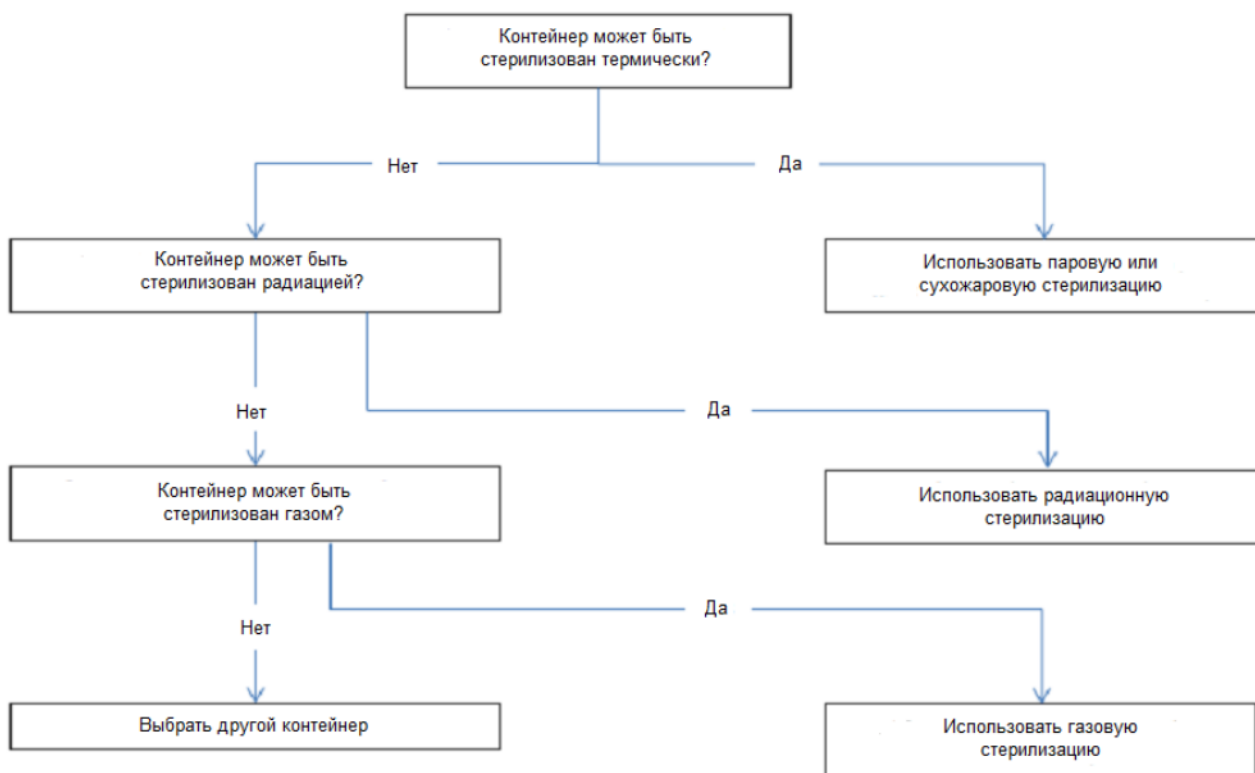 Контейнер может быть
стерилизован термически?
Нет
Да
Контейнер может быть
стерилизован радиацией?
Использовать паровую или
сухожаровую стерилизацию
Нет
Да
Контейнер может быть
стерилизован газом?
Использовать радиационную
стерилизацию
Нет
Да
Выбрать другой контейнер
Использовать газовую
стерилизацию